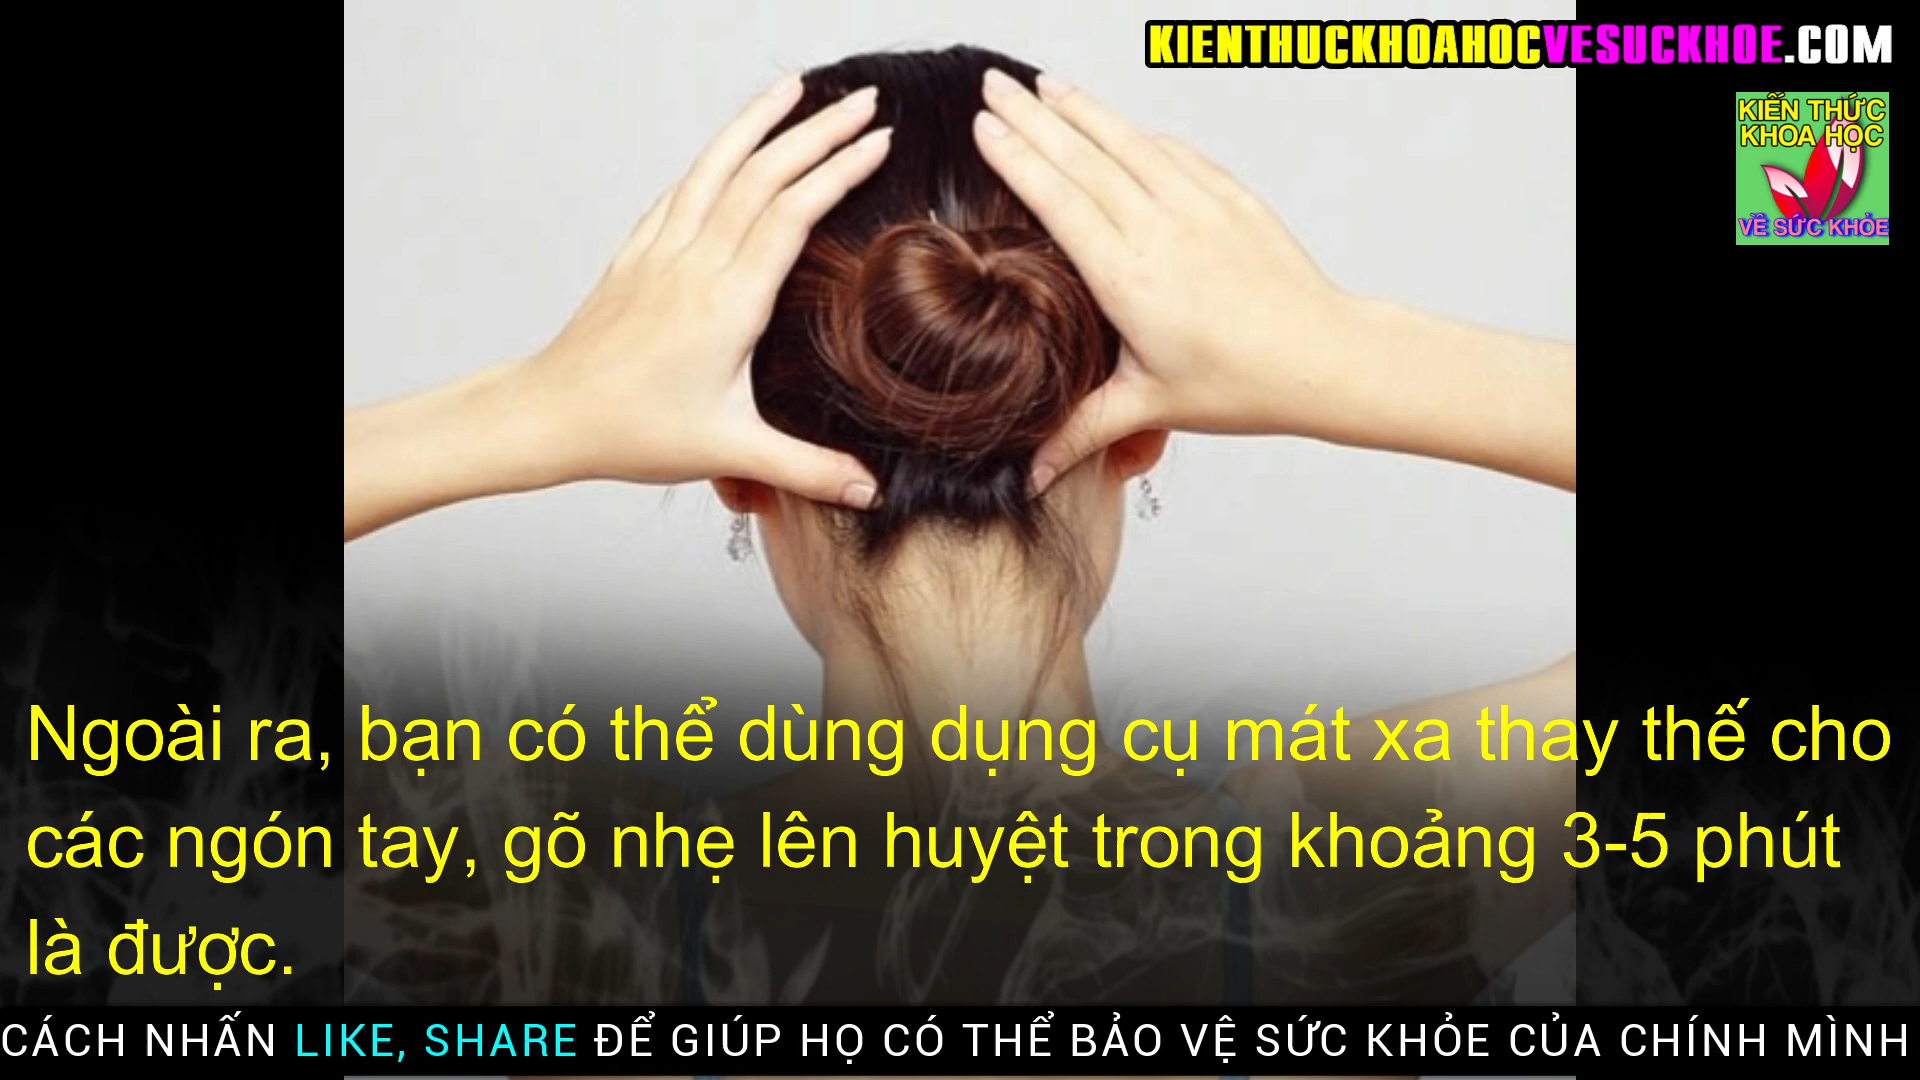 KIENTHUCKHOAHOCVESUCKHOE.COM
KIẾN THỨC
KHOA HỌC
VỀ SỨC KHỎE
Ngoài ra, bạn có thể dùng dụng cụ mát xa thay thế cho
các ngón tay, gõ nhẹ lên huyệt trong khoảng 3-5 phút
là được.
CÁCH NHẤN LIKE, SHARE ĐỂ GIÚP HỌ CÓ THỂ BẢO VỆ SỨC KHỎE CỦA CHÍNH MÌNH